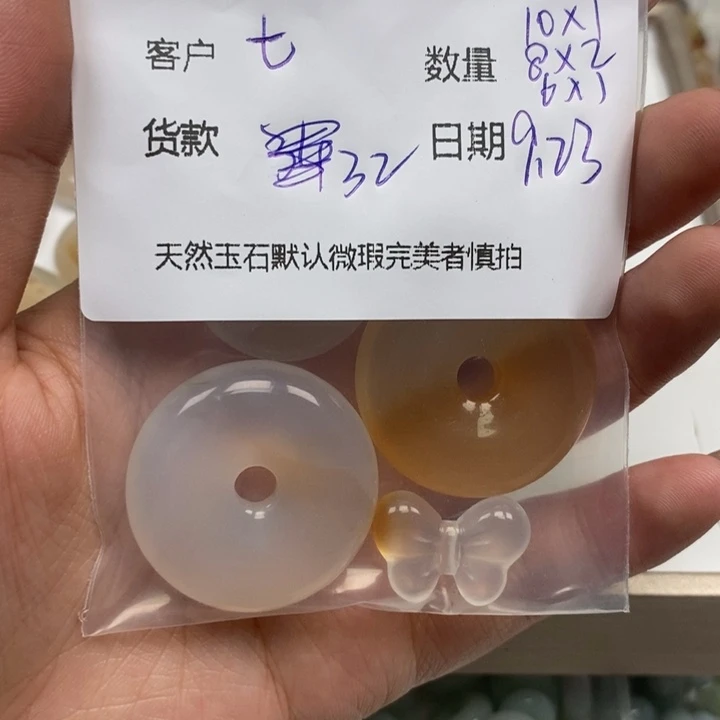 客户 七 数量 10×1
8×2
6×1
货款 32 日期 9.23
天然玉石默认微瑕完美者慎拍